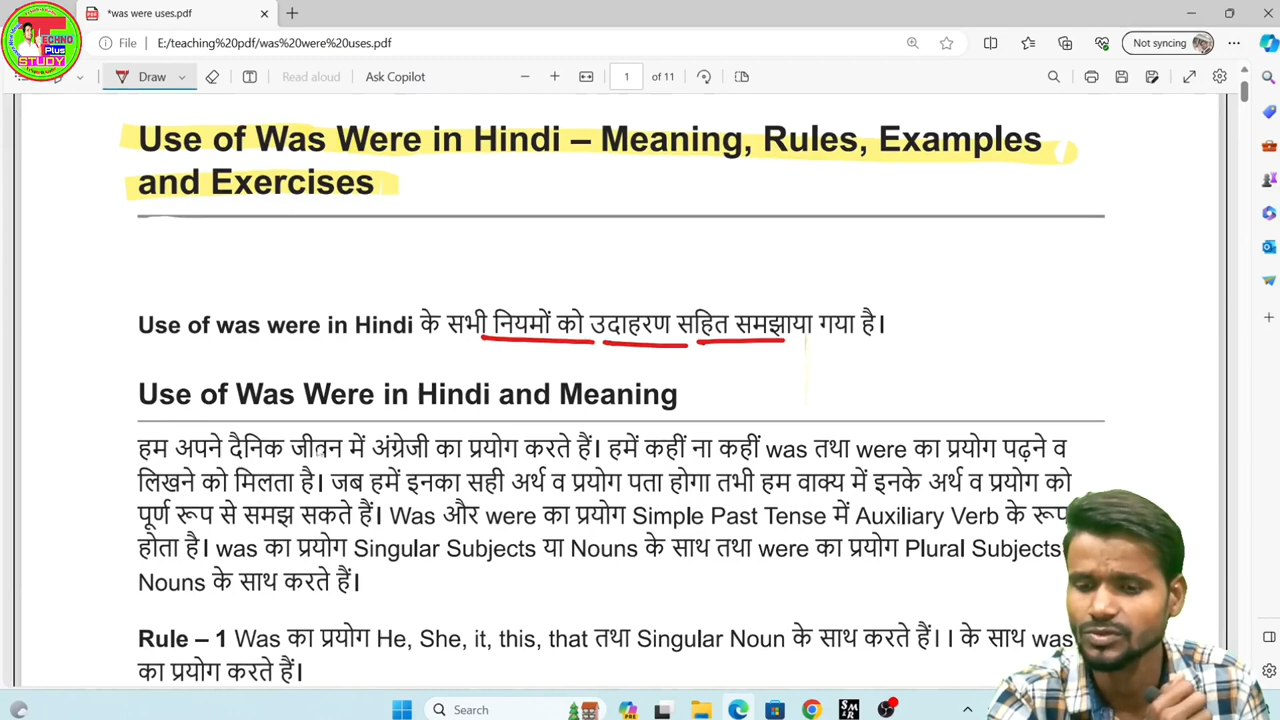 *was were uses.pdf
TECHNO
Plus
STUDY
File E:/teaching%20pdf/was%20were%20uses.pdf Not syncing
Draw Read aloud Ask Copilot 1 of 11
Use of Was Were in Hindi – Meaning, Rules, Examples
and Exercises
Use of was were in Hindi के सभी नियमों को उदाहरण सहित समझाया गया है।
Use of Was Were in Hindi and Meaning
हम अपने दैनिक जीवन में अंग्रेजी का प्रयोग करते हैं। हमें कहीं ना कहीं was तथा were का प्रयोग पढ़ने व
लिखने को मिलता है। जब हमें इनका सही अर्थ व प्रयोग पता होगा तभी हम वाक्य में इनके अर्थ व प्रयोग को
पूर्ण रूप से समझ सकते हैं। Was और were का प्रयोग Simple Past Tense में Auxiliary Verb के रूप
होता है। was का प्रयोग Singular Subjects या Nouns के साथ तथा were का प्रयोग Plural Subjects
Nouns के साथ करते हैं।
Rule – 1 Was का प्रयोग He, She, it, this, that तथा Singular Noun के साथ करते हैं। I के साथ was
का प्रयोग करते हैं।
Search